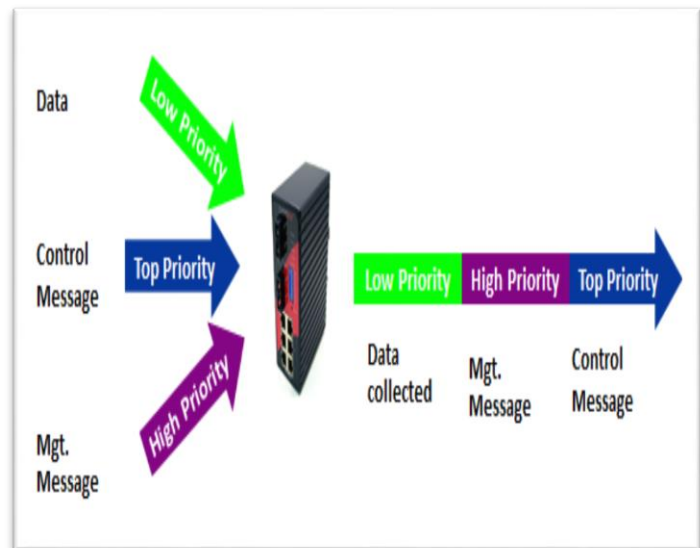 Data
Low Priority
Control
Message
Top Priority
Mgt.
Message
High Priority
Low Priority
High Priority
Top Priority
Data
collected
Mgt.
Message
Control
Message